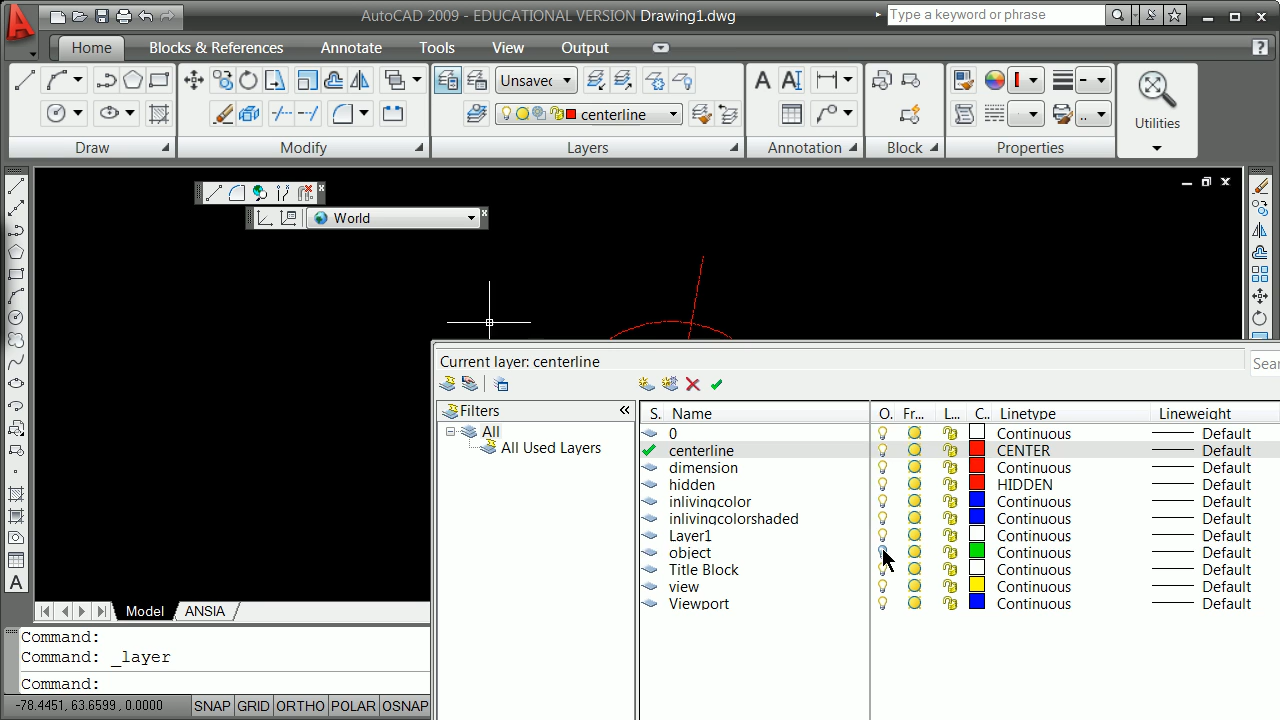 AutoCAD 2009 - EDUCATIONAL VERSION Drawing1.dwg
Type a keyword or phrase
Home Blocks & References Annotate Tools View Output
Unsavec
centerline
Draw Modify Layers Annotation Block Properties Utilities
World
Current layer: centerline
Sear
Filters
All
All Used Layers
S. Name O. Fr... L... C.. Linetype Lineweight
0 Continuous Default
centerline CENTER Default
dimension Continuous Default
hidden HIDDEN Default
inlivingcolor Continuous Default
inlivingcolorshaded Continuous Default
Layer1 Continuous Default
object Continuous Default
Title Block Continuous Default
view Continuous Default
Viewport Continuous Default
Model ANSIA
Command:
Command: _layer
Command:
-78.4451, 63.6599, 0.0000 SNAP GRID ORTHO POLAR OSNAP